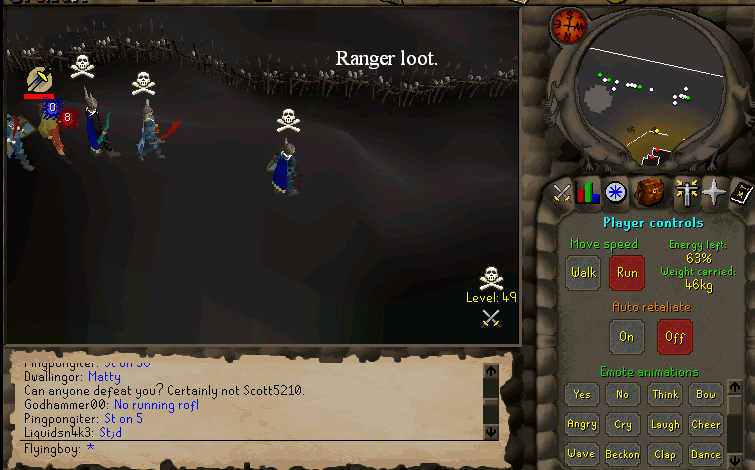 Ranger loot.
0
8
Level: 49
Player controls
Move speed
Energy left:
63%
Walk
Run
Weight carried:
46kg
Auto retaliate
On
Off
Emote animations
Yes
No
Think
Bow
Angry
Cry
Laugh
Cheer
Wave
Beckon
Clap
Dance
Dwallingor: Matty
Can anyone defeat you? Certainly not Scott5210.
Godhammer00: No running rofl
Pingpongiter: St on 5
Liquidsn4k3: St;d
Flyingboy: *